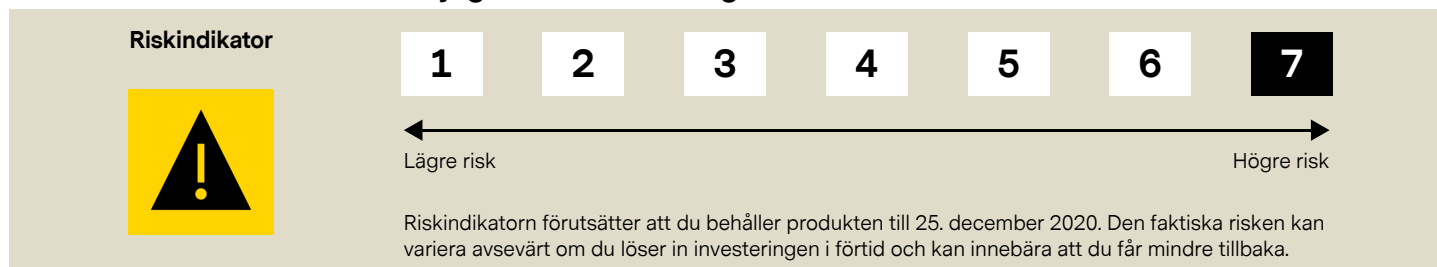 Riskindikator
1 2 3 4 5 6 7
Lägre risk Högre risk
Riskindikatorn förutsätter att du behåller produkten till 25. december 2020. Den faktiska risken kan
variera avsevärt om du löser in investeringen i förtid och kan innebära att du får mindre tillbaka.